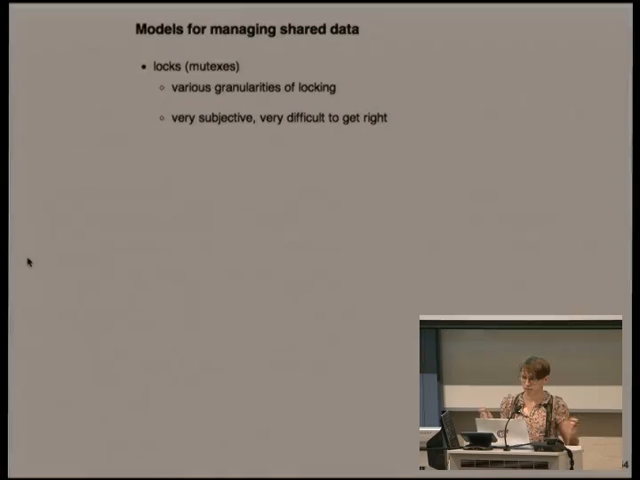 Models for managing shared data
• locks (mutexes)
◦ various granularities of locking
◦ very subjective, very difficult to get right